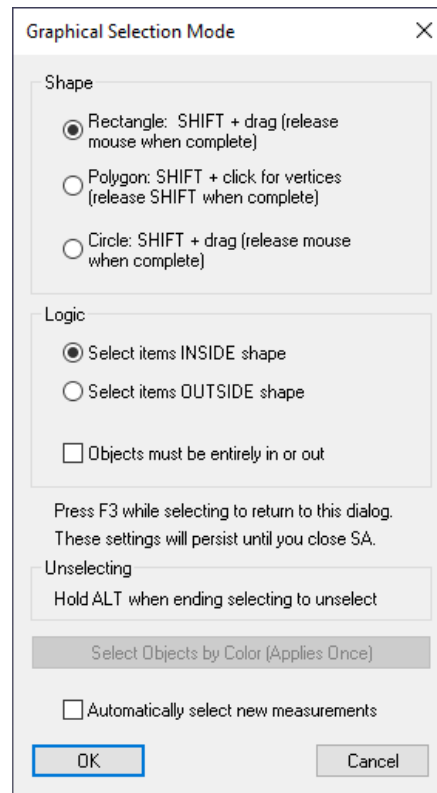 Graphical Selection Mode
Shape
Rectangle: SHIFT + drag (release
mouse when complete)
Polygon: SHIFT + click for vertices
(release SHIFT when complete)
Circle: SHIFT + drag (release mouse
when complete)
Logic
Select items INSIDE shape
Select items OUTSIDE shape
Objects must be entirely in or out
Press F3 while selecting to return to this dialog.
These settings will persist until you close SA.
Unselecting
Hold ALT when ending selecting to unselect
Select Objects by Color (Applies Once)
Automatically select new measurements
OK
Cancel